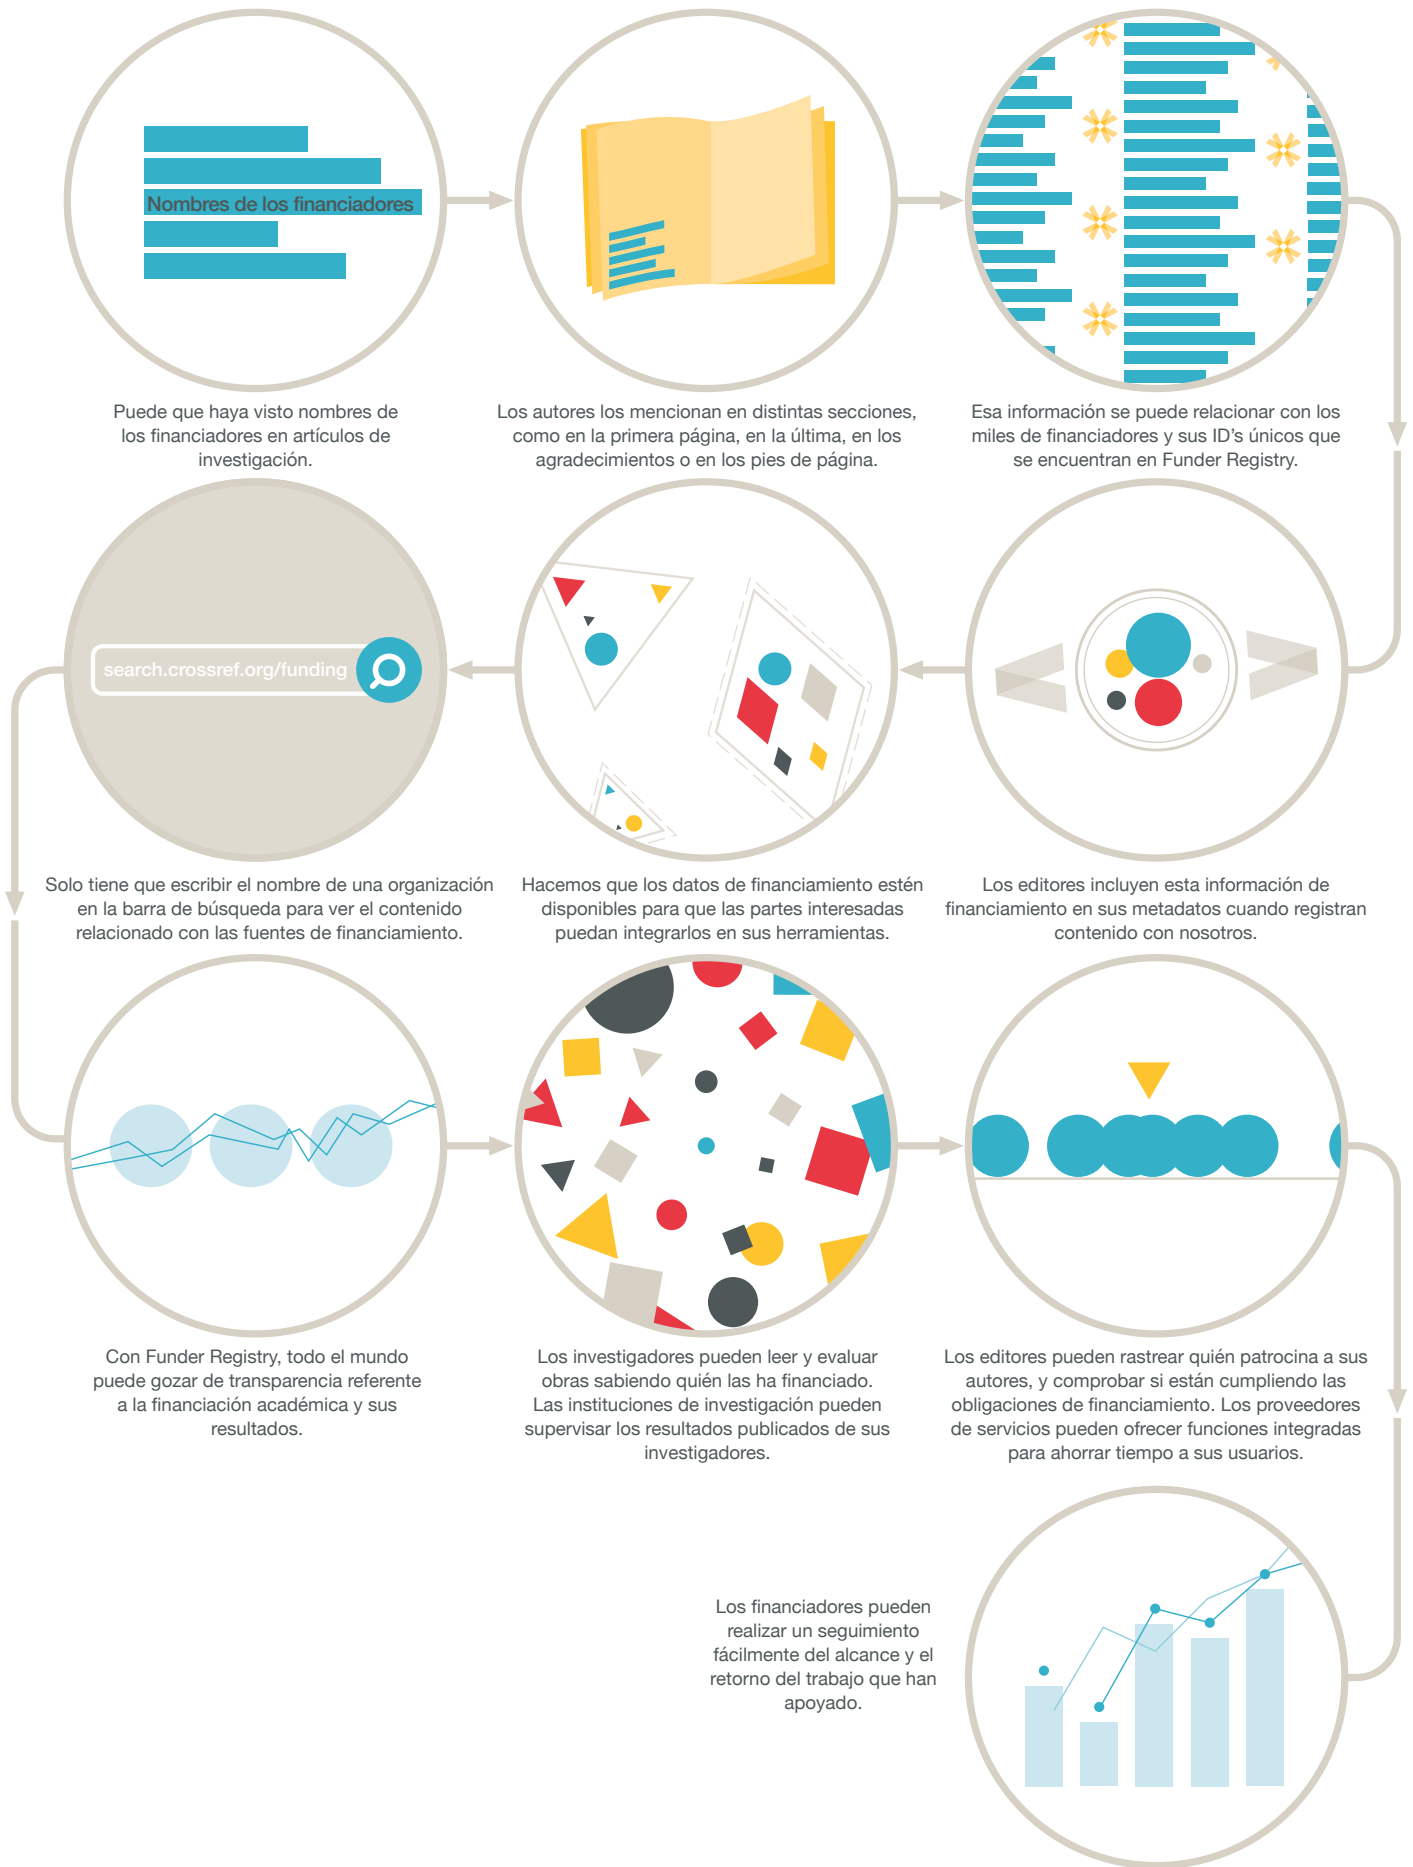 Nombres de los financiadores
Puede que haya visto nombres de
los financiadores en artículos de
investigación.
Los autores los mencionan en distintas secciones,
como en la primera página, en la última, en los
agradecimientos o en los pies de página.
Esa información se puede relacionar con los
miles de financiadores y sus ID’s únicos que
se encuentran en Funder Registry.
Los editores incluyen esta información de
financiamiento en sus metadatos cuando registran
contenido con nosotros.
Hacemos que los datos de financiamiento estén
disponibles para que las partes interesadas
puedan integrarlos en sus herramientas.
search.crossref.org/funding
Solo tiene que escribir el nombre de una organización
en la barra de búsqueda para ver el contenido
relacionado con las fuentes de financiamiento.
Con Funder Registry, todo el mundo
puede gozar de transparencia referente
a la financiación académica y sus
resultados.
Los investigadores pueden leer y evaluar
obras sabiendo quién las ha financiado.
Las instituciones de investigación pueden
supervisar los resultados publicados de sus
investigadores.
Los editores pueden rastrear quién patrocina a sus
autores, y comprobar si están cumpliendo las
obligaciones de financiamiento. Los proveedores
de servicios pueden ofrecer funciones integradas
para ahorrar tiempo a sus usuarios.
Los financiadores pueden
realizar un seguimiento
fácilmente del alcance y el
retorno del trabajo que han
apoyado.